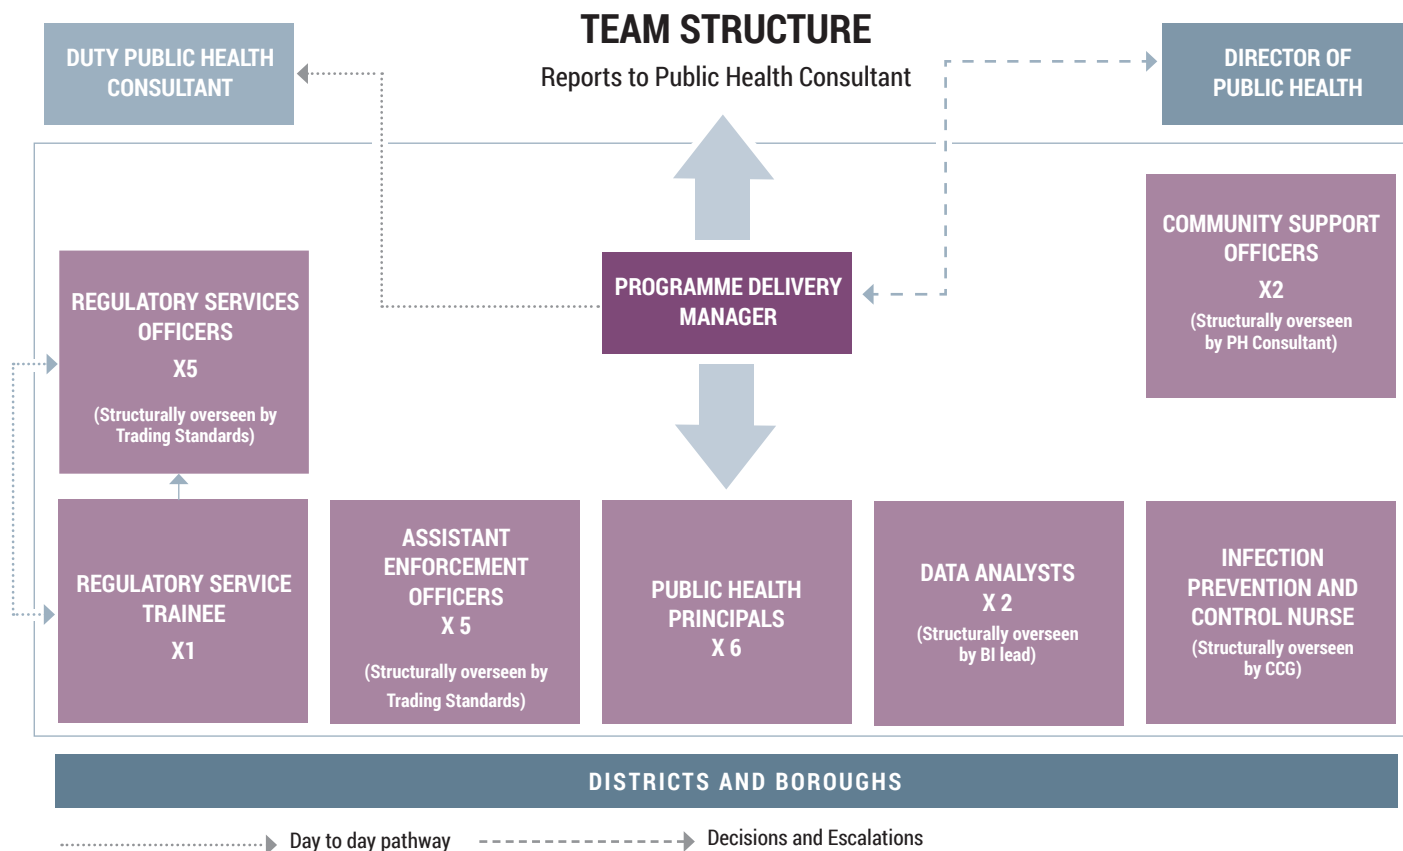 TEAM STRUCTURE
Reports to Public Health Consultant
DUTY PUBLIC HEALTH
CONSULTANT
DIRECTOR OF
PUBLIC HEALTH
COMMUNITY SUPPORT
OFFICERS
X2
(Structurally overseen
by PH Consultant)
PROGRAMME DELIVERY
MANAGER
REGULATORY SERVICES
OFFICERS
X5
(Structurally overseen by
Trading Standards)
REGULATORY SERVICE
TRAINEE
X1
ASSISTANT
ENFORCEMENT
OFFICERS
X 5
(Structurally overseen by
Trading Standards)
PUBLIC HEALTH
PRINCIPALS
X 6
DATA ANALYSTS
X 2
(Structurally overseen
by BI lead)
INFECTION
PREVENTION AND
CONTROL NURSE
(Structurally overseen
by CCG)
DISTRICTS AND BOROUGHS
Day to day pathway
Decisions and Escalations